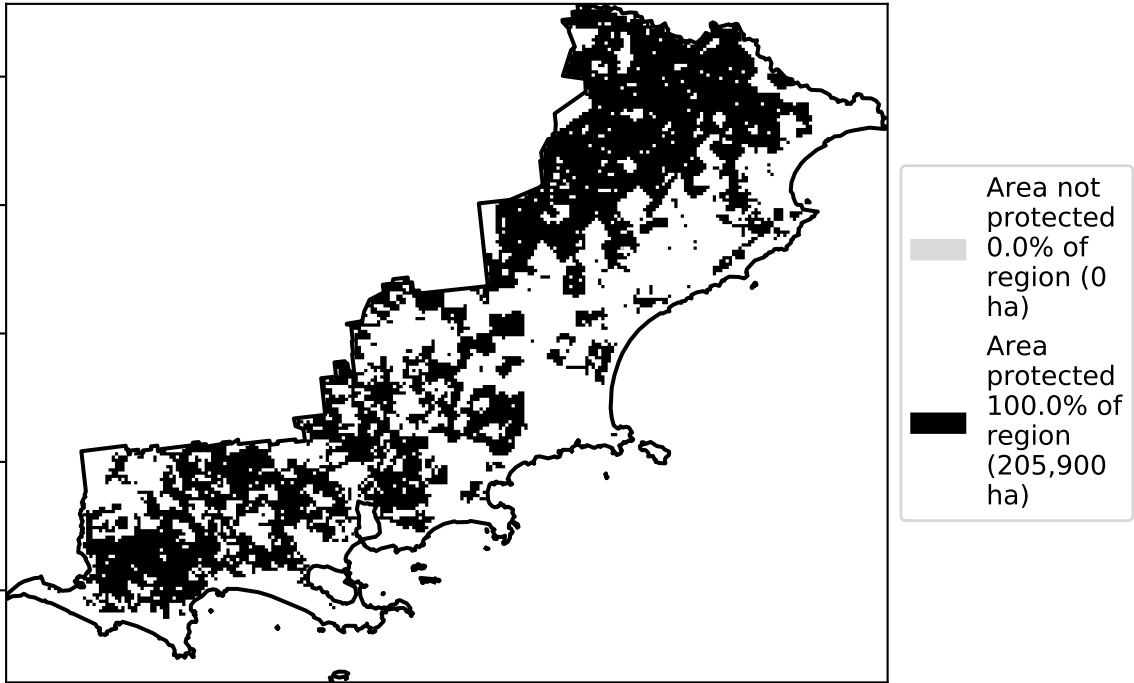 Area not
protected
0.0% of
region (0
ha)
Area
protected
100.0% of
region
(205,900
ha)